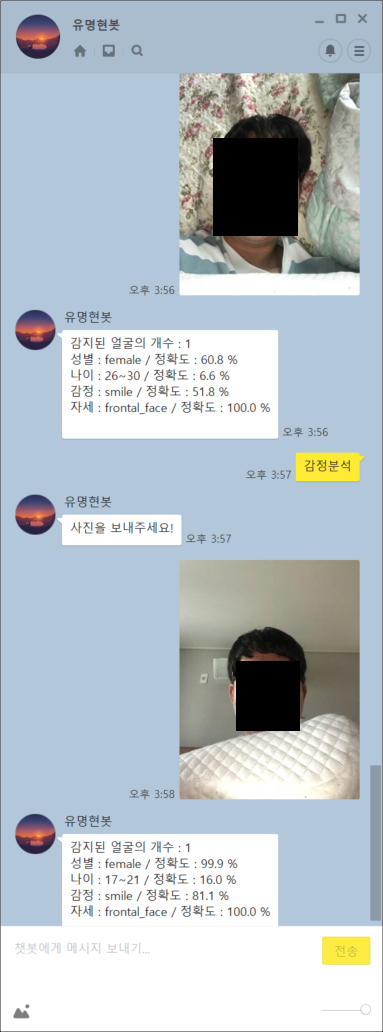 유명현봇
오후 3:56
유명현봇
감지된 얼굴의 개수 : 1
성별 : female / 정확도 : 60.8 %
나이 : 26~30 / 정확도 : 6.6 %
감정 : smile / 정확도 : 51.8 %
자세 : frontal_face / 정확도 : 100.0 %
오후 3:56
감정분석
오후 3:57
유명현봇
사진을 보내주세요!
오후 3:57
오후 3:58
유명현봇
감지된 얼굴의 개수 : 1
성별 : female / 정확도 : 99.9 %
나이 : 17~21 / 정확도 : 16.0 %
감정 : smile / 정확도 : 81.1 %
자세 : frontal_face / 정확도 : 100.0 %
챗봇에게 메시지 보내기...
전송